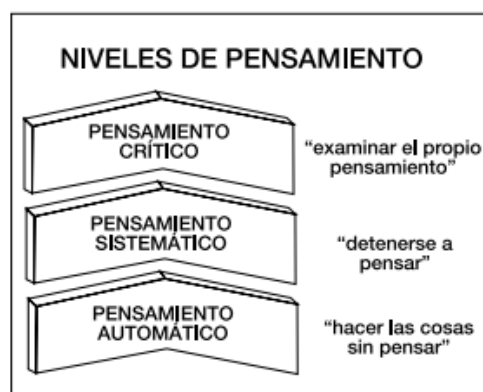 NIVELES DE PENSAMIENTO
PENSAMIENTO
CRÍTICO
“examinar el propio
pensamiento”
PENSAMIENTO
SISTEMÁTICO
“detenerse a
pensar”
PENSAMIENTO
AUTOMÁTICO
“hacer las cosas
sin pensar”